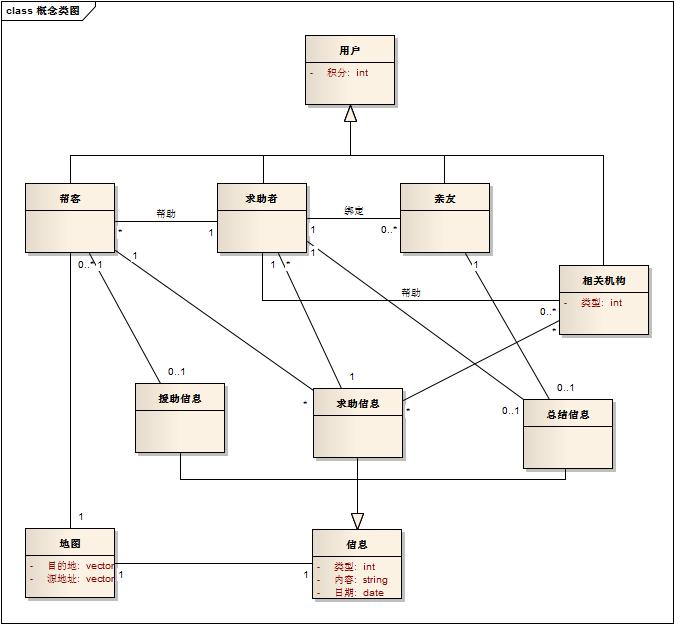 class 概念类图
用户
- 积分: int
帮客
求助者
亲友
帮助
绑定
*
1
1
0..*
0..*
1
1
1
*
1
1
相关机构
- 类型: int
帮助
0..*
*
0..1
1
0..1
授助信息
*
求助信息
*
0..1
总结信息
1
地图
- 目的地: vector
- 源地址: vector
1
1
信息
- 类型: int
- 内容: string
- 日期: date